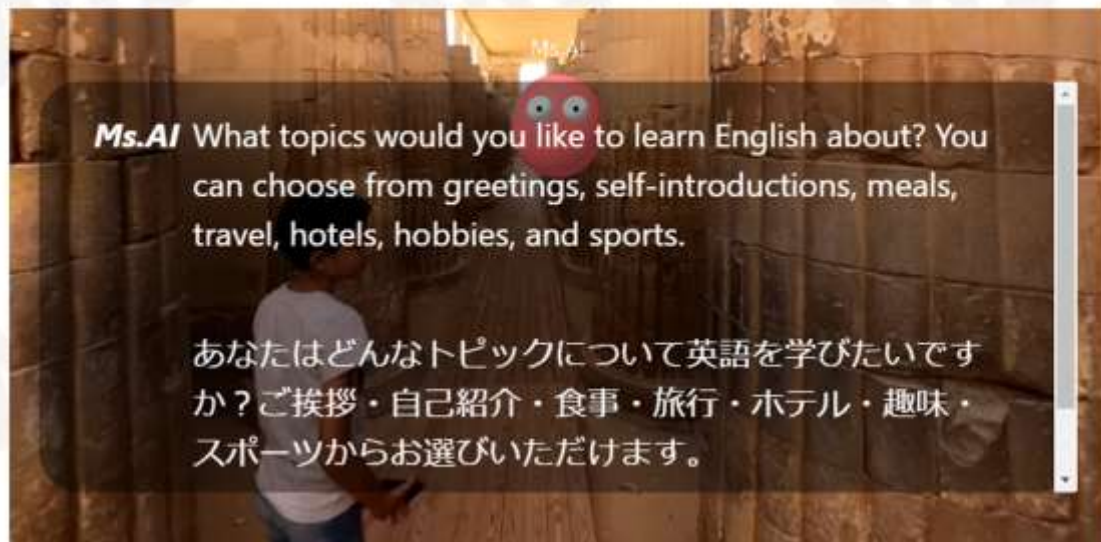 Ms.AI
Ms.AI What topics would you like to learn English about? You
can choose from greetings, self-introductions, meals,
travel, hotels, hobbies, and sports.
あなたはどんなトピックについて英語を学びたいです
か？ご挨拶・自己紹介・食事・旅行・ホテル・趣味・
スポーツからお選びいただけます。